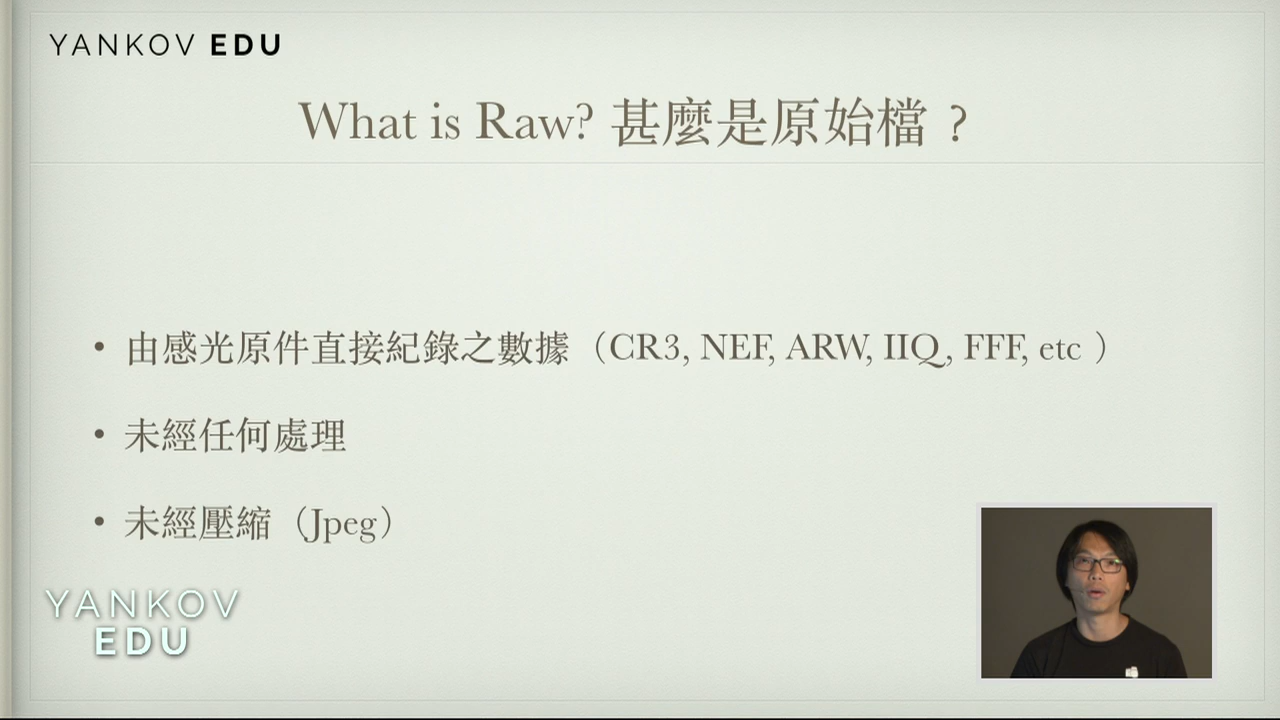 YANKOV EDU
What is Raw? 甚麼是原始檔？
• 由感光原件直接紀錄之數據（CR3, NEF, ARW, IIQ, FFF, etc ）
• 未經任何處理
• 未經壓縮（Jpeg）
YANKOV
EDU